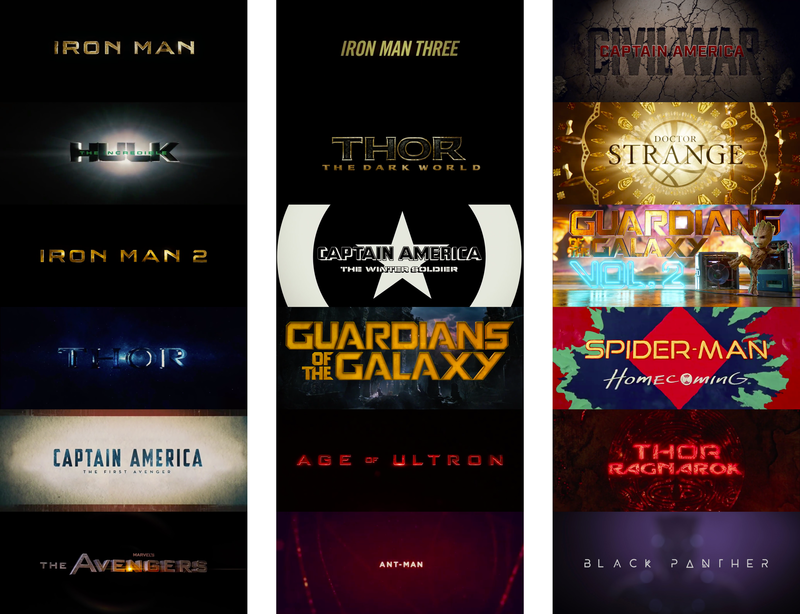 IRON MAN
HULK
THE INCREDIBLE
IRON MAN 2
THOR
CAPTAIN AMERICA
THE FIRST AVENGER
MARVEL'S
THE AVENGERS
IRON MAN THREE
THOR
THE DARK WORLD
CAPTAIN AMERICA
THE WINTER SOLDIER
GUARDIANS
OF
THE GALAXY
AGE OF ULTRON
ANT-MAN
CIVIL WAR
CAPTAIN AMERICA
DOCTOR
STRANGE
GUARDIANS
OF THE GALAXY
VOL. 2
SPIDER-MAN
HOMECOMING
THOR
RAGNAROK
BLACK PANTHER